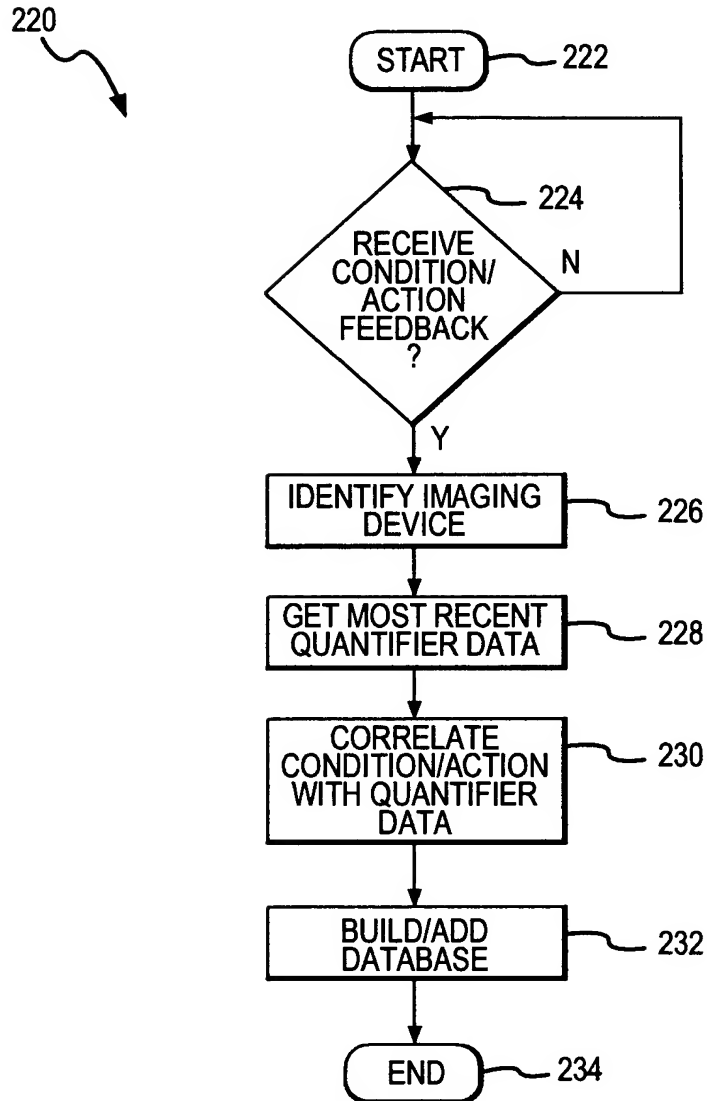 220
START
222
224
RECEIVE
CONDITION/
ACTION
FEEDBACK
?
N
Y
IDENTIFY IMAGING
DEVICE
226
GET MOST RECENT
QUANTIFIER DATA
228
CORRELATE
CONDITION/ACTION
WITH QUANTIFIER
DATA
230
BUILD/ADD
DATABASE
232
END
234